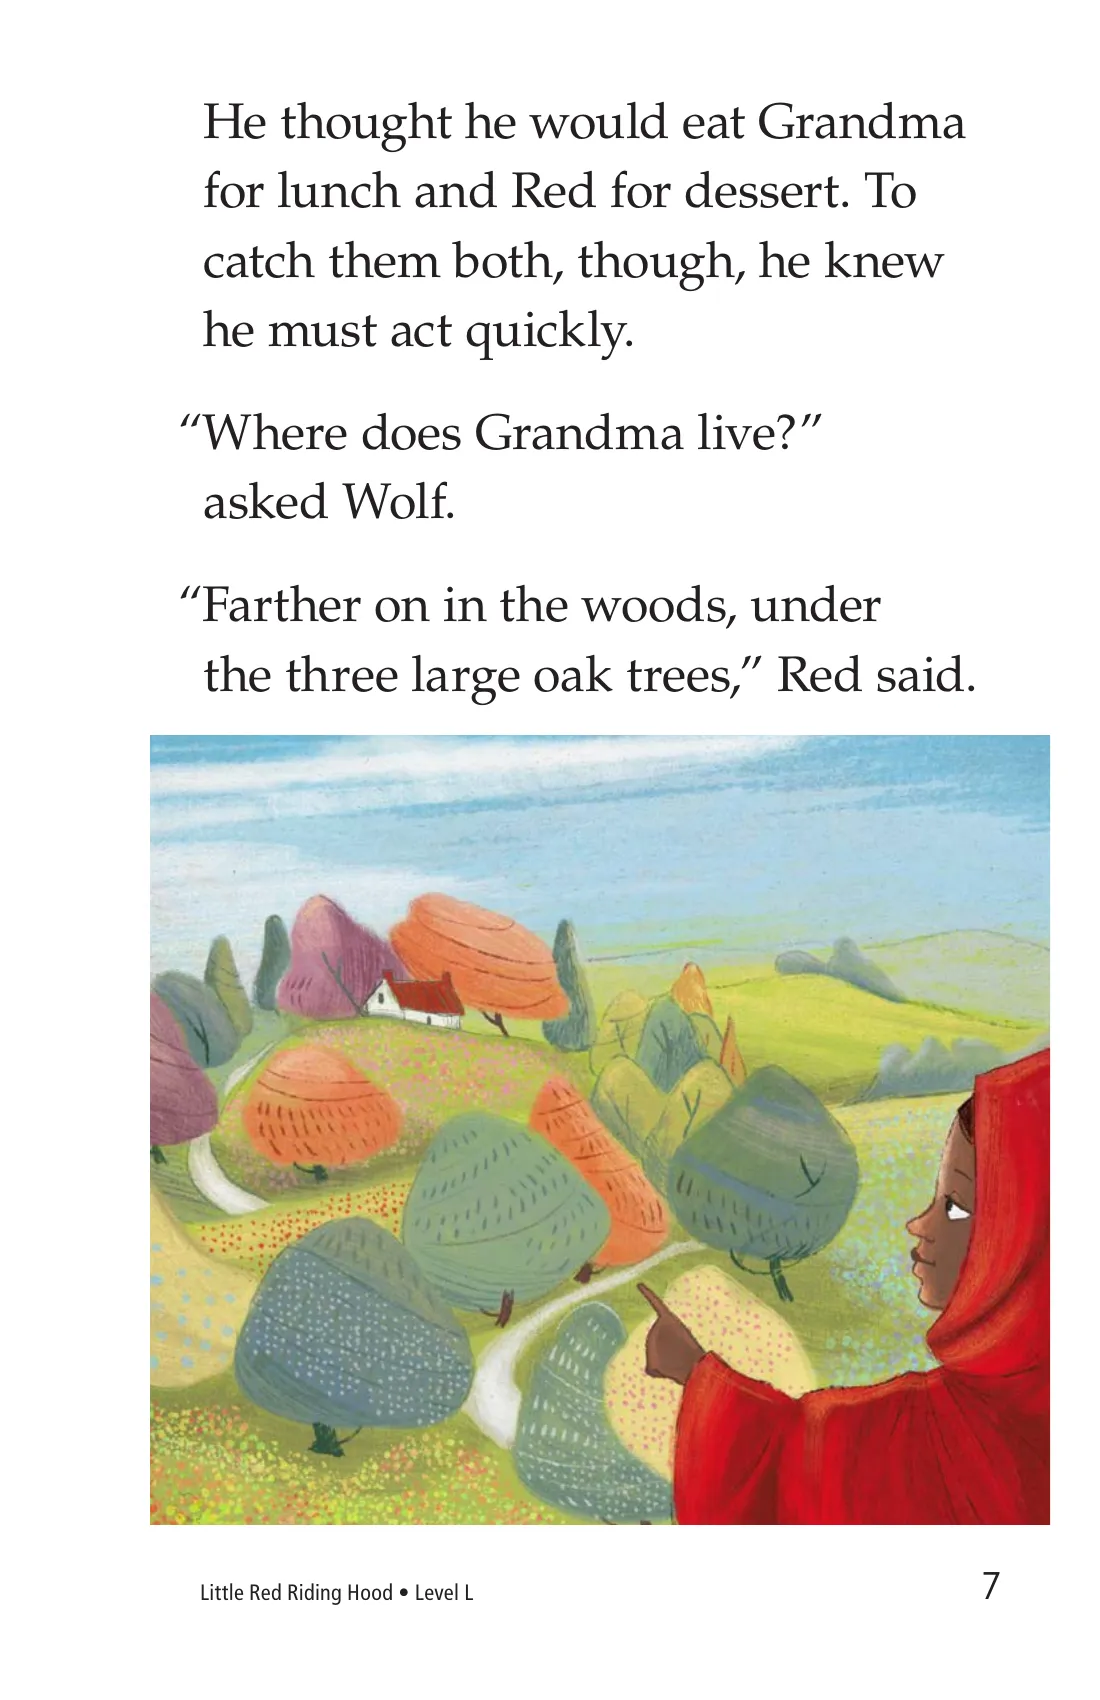 He thought he would eat Grandma
for lunch and Red for dessert. To
catch them both, though, he knew
he must act quickly.
“Where does Grandma live?”
asked Wolf.
“Farther on in the woods, under
the three large oak trees,” Red said.
Little Red Riding Hood • Level L
7